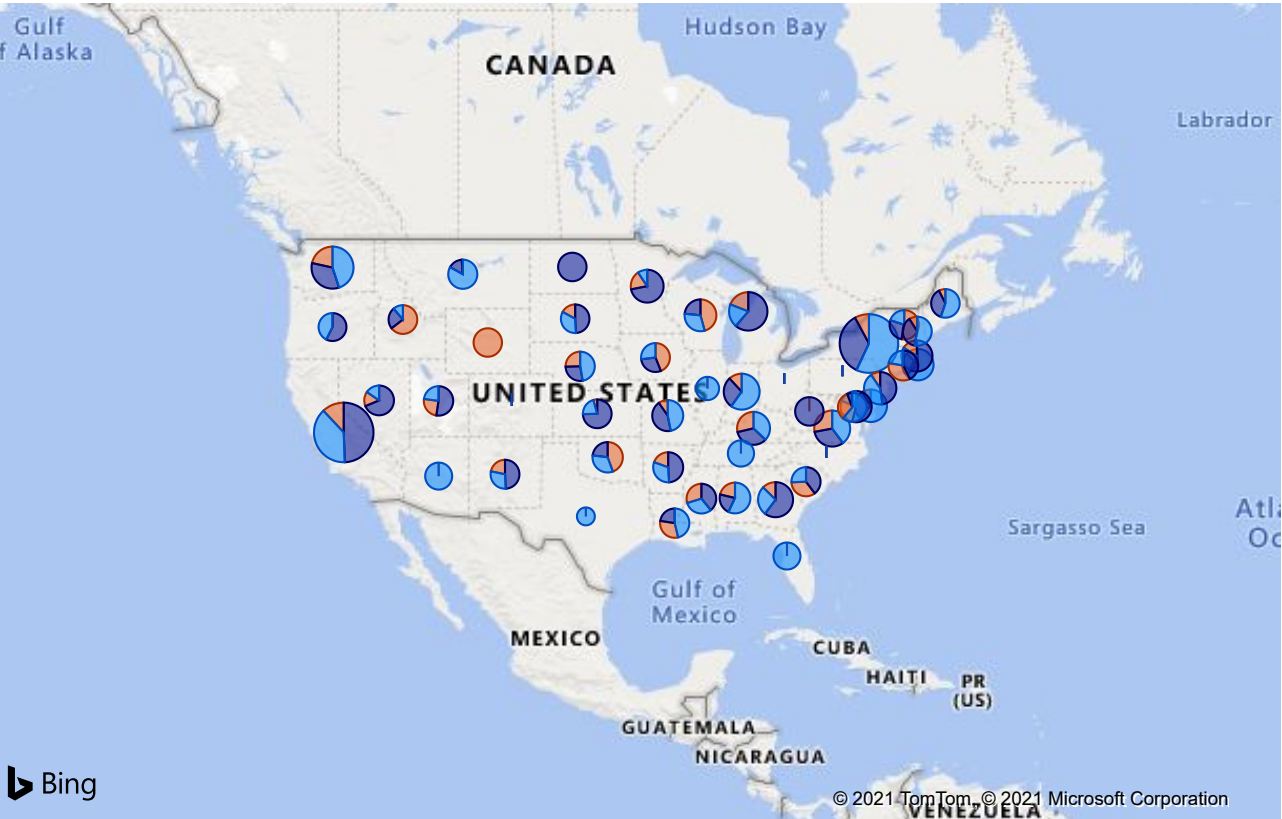 Gulf
f Alaska
Hudson Bay
CANADA
Labrador
UNITED STATES
Atla
Oc
Sargasso Sea
Gulf of
Mexico
MEXICO
CUBA
HAITI
PR
(US)
GUATEMALA
NICARAGUA
Bing
© 2021 TomTom, © 2021 Microsoft Corporation
VENEZUELA